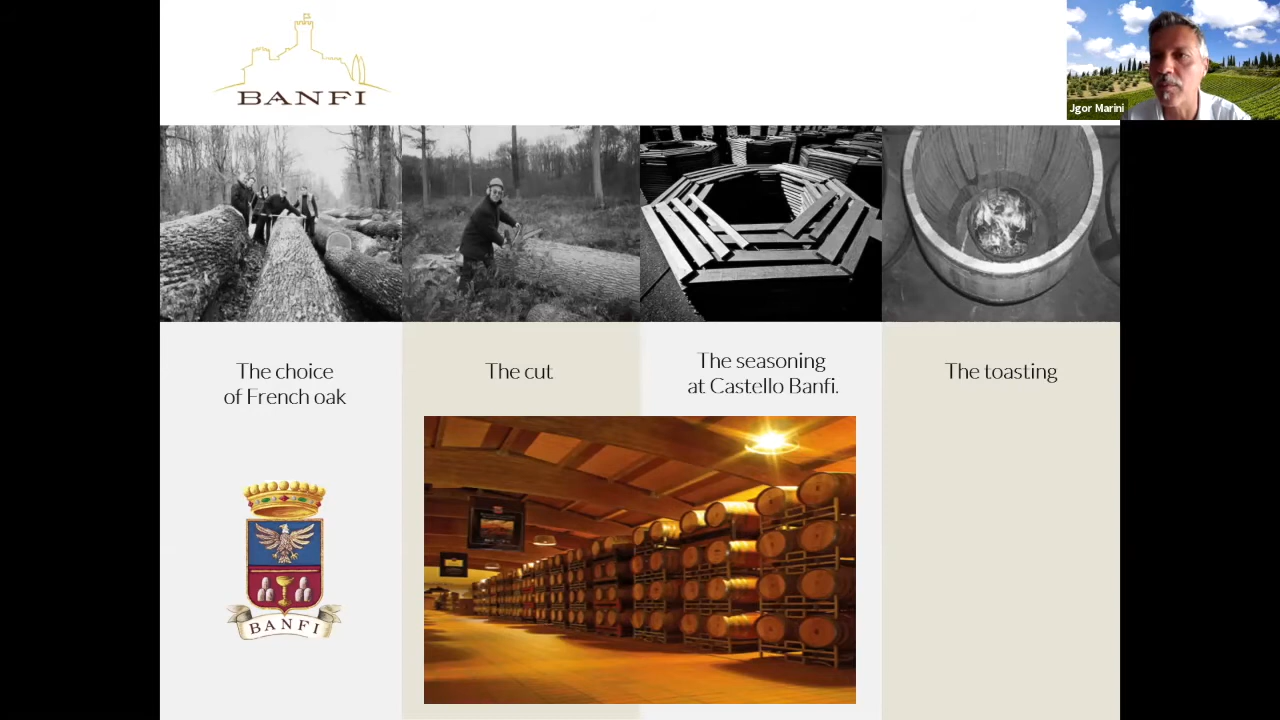 BANFI
Jgor Marini
The choice
of French oak
The cut
The seasoning
at Castello Banfi.
The toasting
BANFI